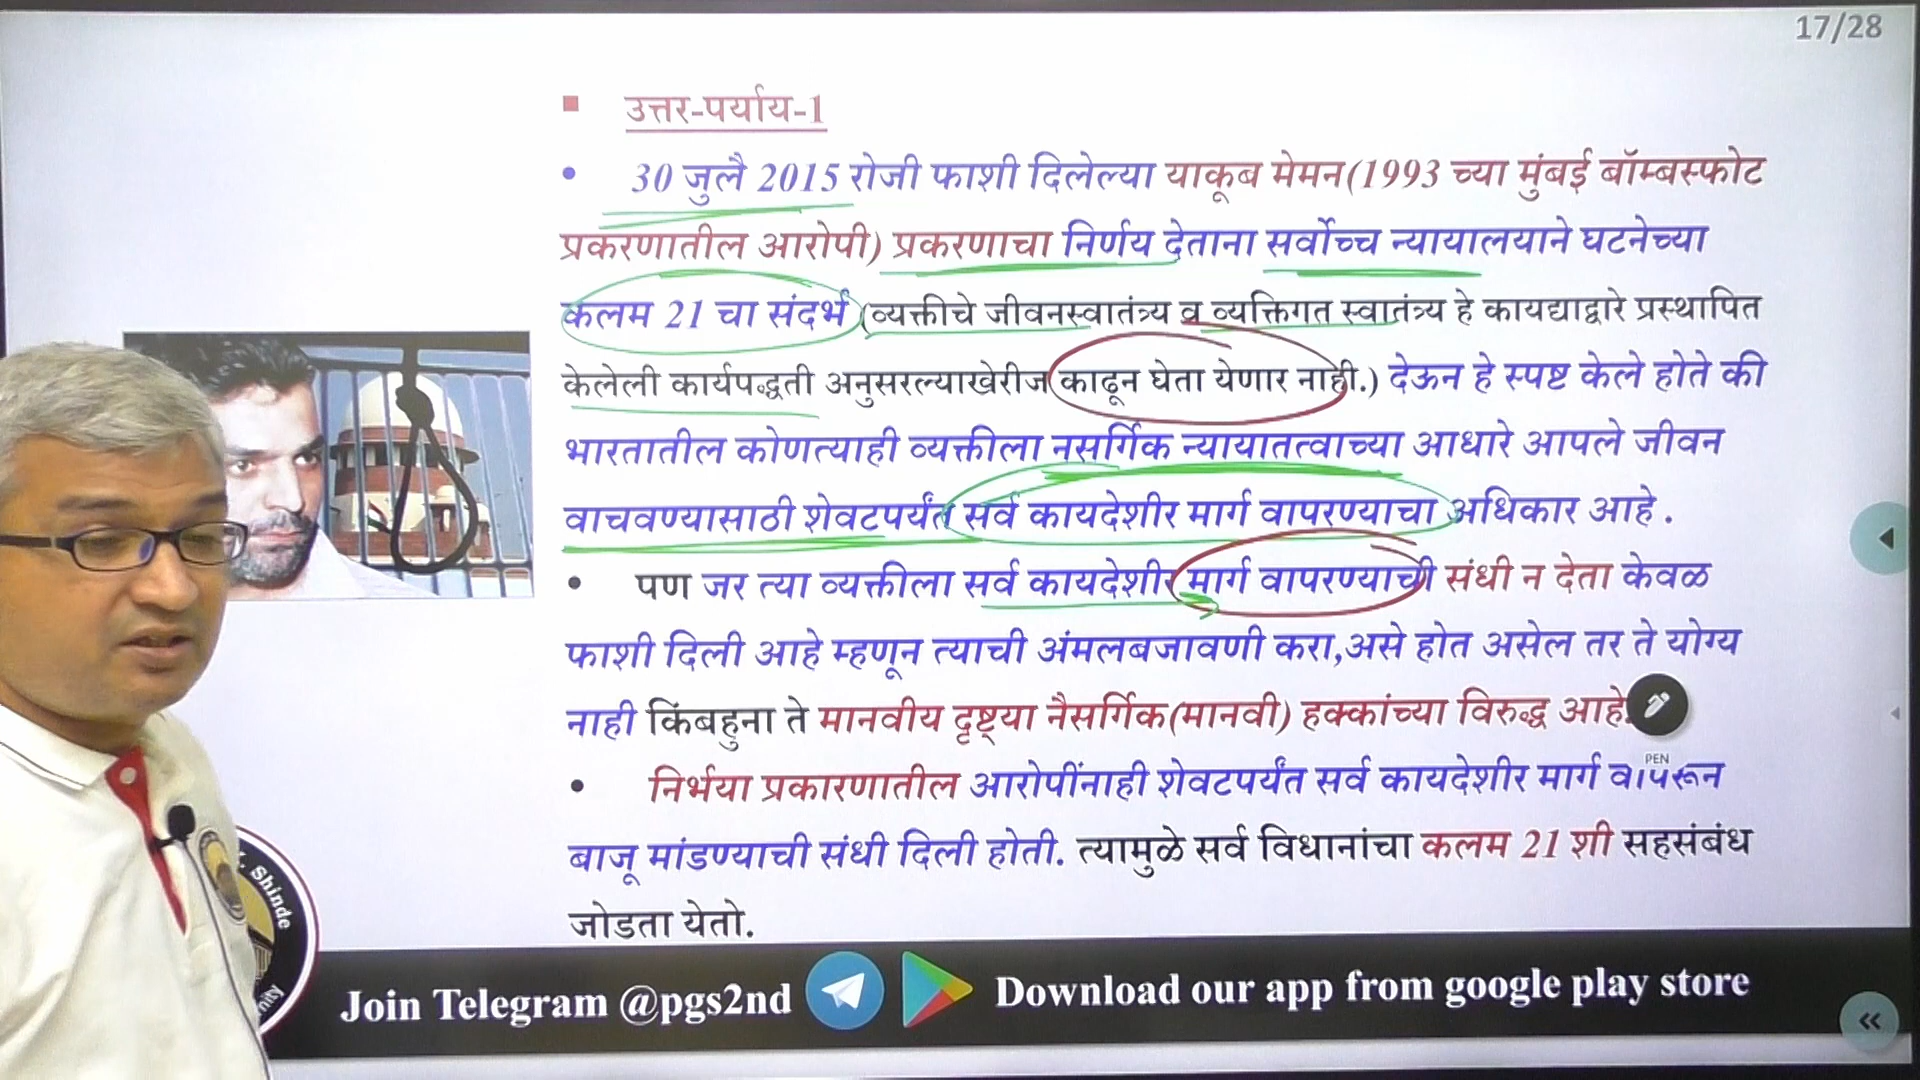 17/28
उत्तर-पर्याय-1
30 जुलै 2015 रोजी फाशी दिलेल्या याकूब मेमन(1993 च्या मुंबई बॉम्बस्फोट
प्रकरणातील आरोपी) प्रकरणाचा निर्णय देताना सर्वोच्च न्यायालयाने घटनेच्या
कलम 21 चा संदर्भ (व्यक्तीचे जीवनस्वातंत्र्य व व्यक्तिगत स्वातंत्र्य हे कायद्याद्वारे प्रस्थापित
केलेली कार्यपद्धती अनुसरल्याखेरीज काढून घेता येणार नाही.) देऊन हे स्पष्ट केले होते की
भारतातील कोणत्याही व्यक्तीला नसर्गिक न्यायातत्वाच्या आधारे आपले जीवन
वाचवण्यासाठी शेवटपर्यंत सर्व कायदेशीर मार्ग वापरण्याचा अधिकार आहे.
पण जर त्या व्यक्तीला सर्व कायदेशीर मार्ग वापरण्याची संधी न देता केवळ
फाशी दिली आहे म्हणून त्याची अंमलबजावणी करा,असे होत असेल तर ते योग्य
नाही किंबहुना ते मानवीय दृष्ट्या नैसर्गिक(मानवी) हक्कांच्या विरुद्ध आहे.
PEN
निर्भया प्रकारणातील आरोपींनाही शेवटपर्यंत सर्व कायदेशीर मार्ग वापरून
बाजू मांडण्याची संधी दिली होती. त्यामुळे सर्व विधानांचा कलम 21 शी सहसंबंध
जोडता येतो.
Shinde
Join Telegram @pgs2nd
Download our app from google play store